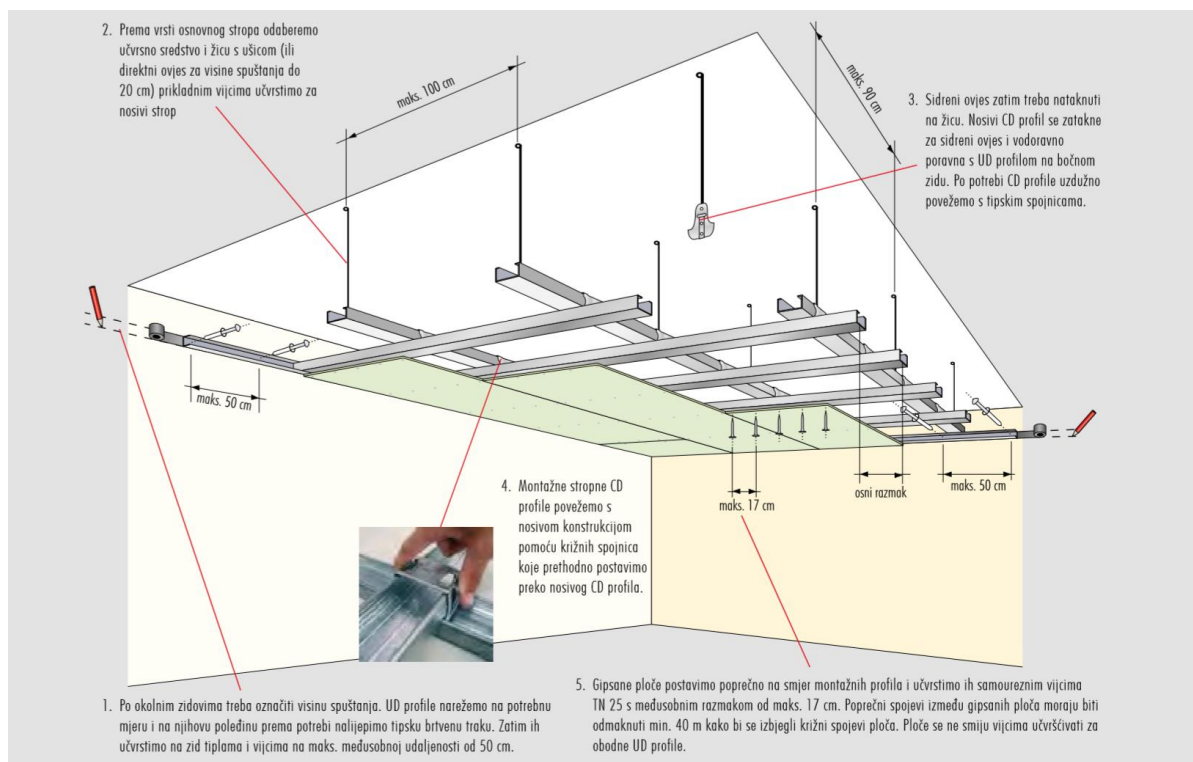 2. Prema vrsti osnovnog stropa odaberemo
učvrsno sredstvo i žicu s ušicom (ili
direktni ovjes za visine spuštanja do
20 cm) prikladnim vijcima učvrstimo za
nosivi strop
maks. 100 cm
maks. 90 cm
3. Sidreni ovjes zatim treba nataknuti
na žicu. Nosivi CD profil se zatakne
za sidreni ovjes i vodoravno
poravna s UD profilom na bočnom
zidu. Po potrebi CD profile uzdužno
povežemo s tipskim spojnicama.
maks. 50 cm
maks. 17 cm
osni razmak
maks. 50 cm
4. Montažne stropne CD
profile povežemo s
nosivom konstrukcijom
pomoću križnih spojnica
koje prethodno postavimo
preko nosivog CD profila.
1. Po okolnim zidovima treba označiti visinu spuštanja. UD profile narežemo na potrebnu
mjeru i na njihovu poleđinu prema potrebi nalijepimo tipsku brtvenu traku. Zatim ih
učvrstimo na zid tiplama i vijcima na maks. međusobnoj udaljenosti od 50 cm.
5. Gipsane ploče postavimo poprečno na smjer montažnih profila i učvrstimo ih samoureznim vijcima
TN 25 s međusobnim razmakom od maks. 17 cm. Poprečni spojevi između gipsanih ploča moraju biti
odmaknuti min. 40 m kako bi se izbjegli križni spojevi ploča. Ploče se ne smiju vijcima učvršćivati za
obodne UD profile.